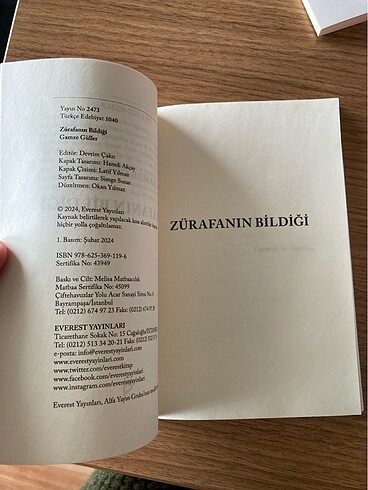 Yayın No 2473
Türkçe Edebiyat 1040
Zürafanın Bildiği
Gamze Güller
Editör: Devrim Çakır
Kapak Tasarımı: Hamdi Akçay
Kapak Çizimi: Latif Yılmaz
Sayfa Tasarımı: Simge Sunar
Düzeltmen: Okan Yılmaz
© 2024, Everest Yayınları
Kaynak belirtilerek yapılacak kısa alıntılar
hiçbir yolla çoğaltılamaz.
1. Basım: Şubat 2024
ISBN 978-625-369-119-6
Sertifika No: 43949
Baskı ve Cilt: Melisa Matbaacılık
Matbaa Sertifika No: 45099
Çiftehavuzlar Yolu Acar Sanayi Sitesi No: 8
Bayrampaşa/İstanbul
Tel: (0212) 674 97 23 Faks: (0212) 674 97 29
EVEREST YAYINLARI
Ticarethane Sokak No: 15 Cağaloğlu/İSTANBUL
Tel: (0212) 513 34 20-21 Faks: (0212) 512
e-posta: info@everestyayinlari.com
www.everestyayinlari.com
www.twitter.com/everestkitap
www.facebook.com/everestyayinlari
www.instagram.com/everestyayinlari
Everest Yayınları, Alfa Yayın Grubu'nun
ZÜRAFANIN BİLDİĞİ